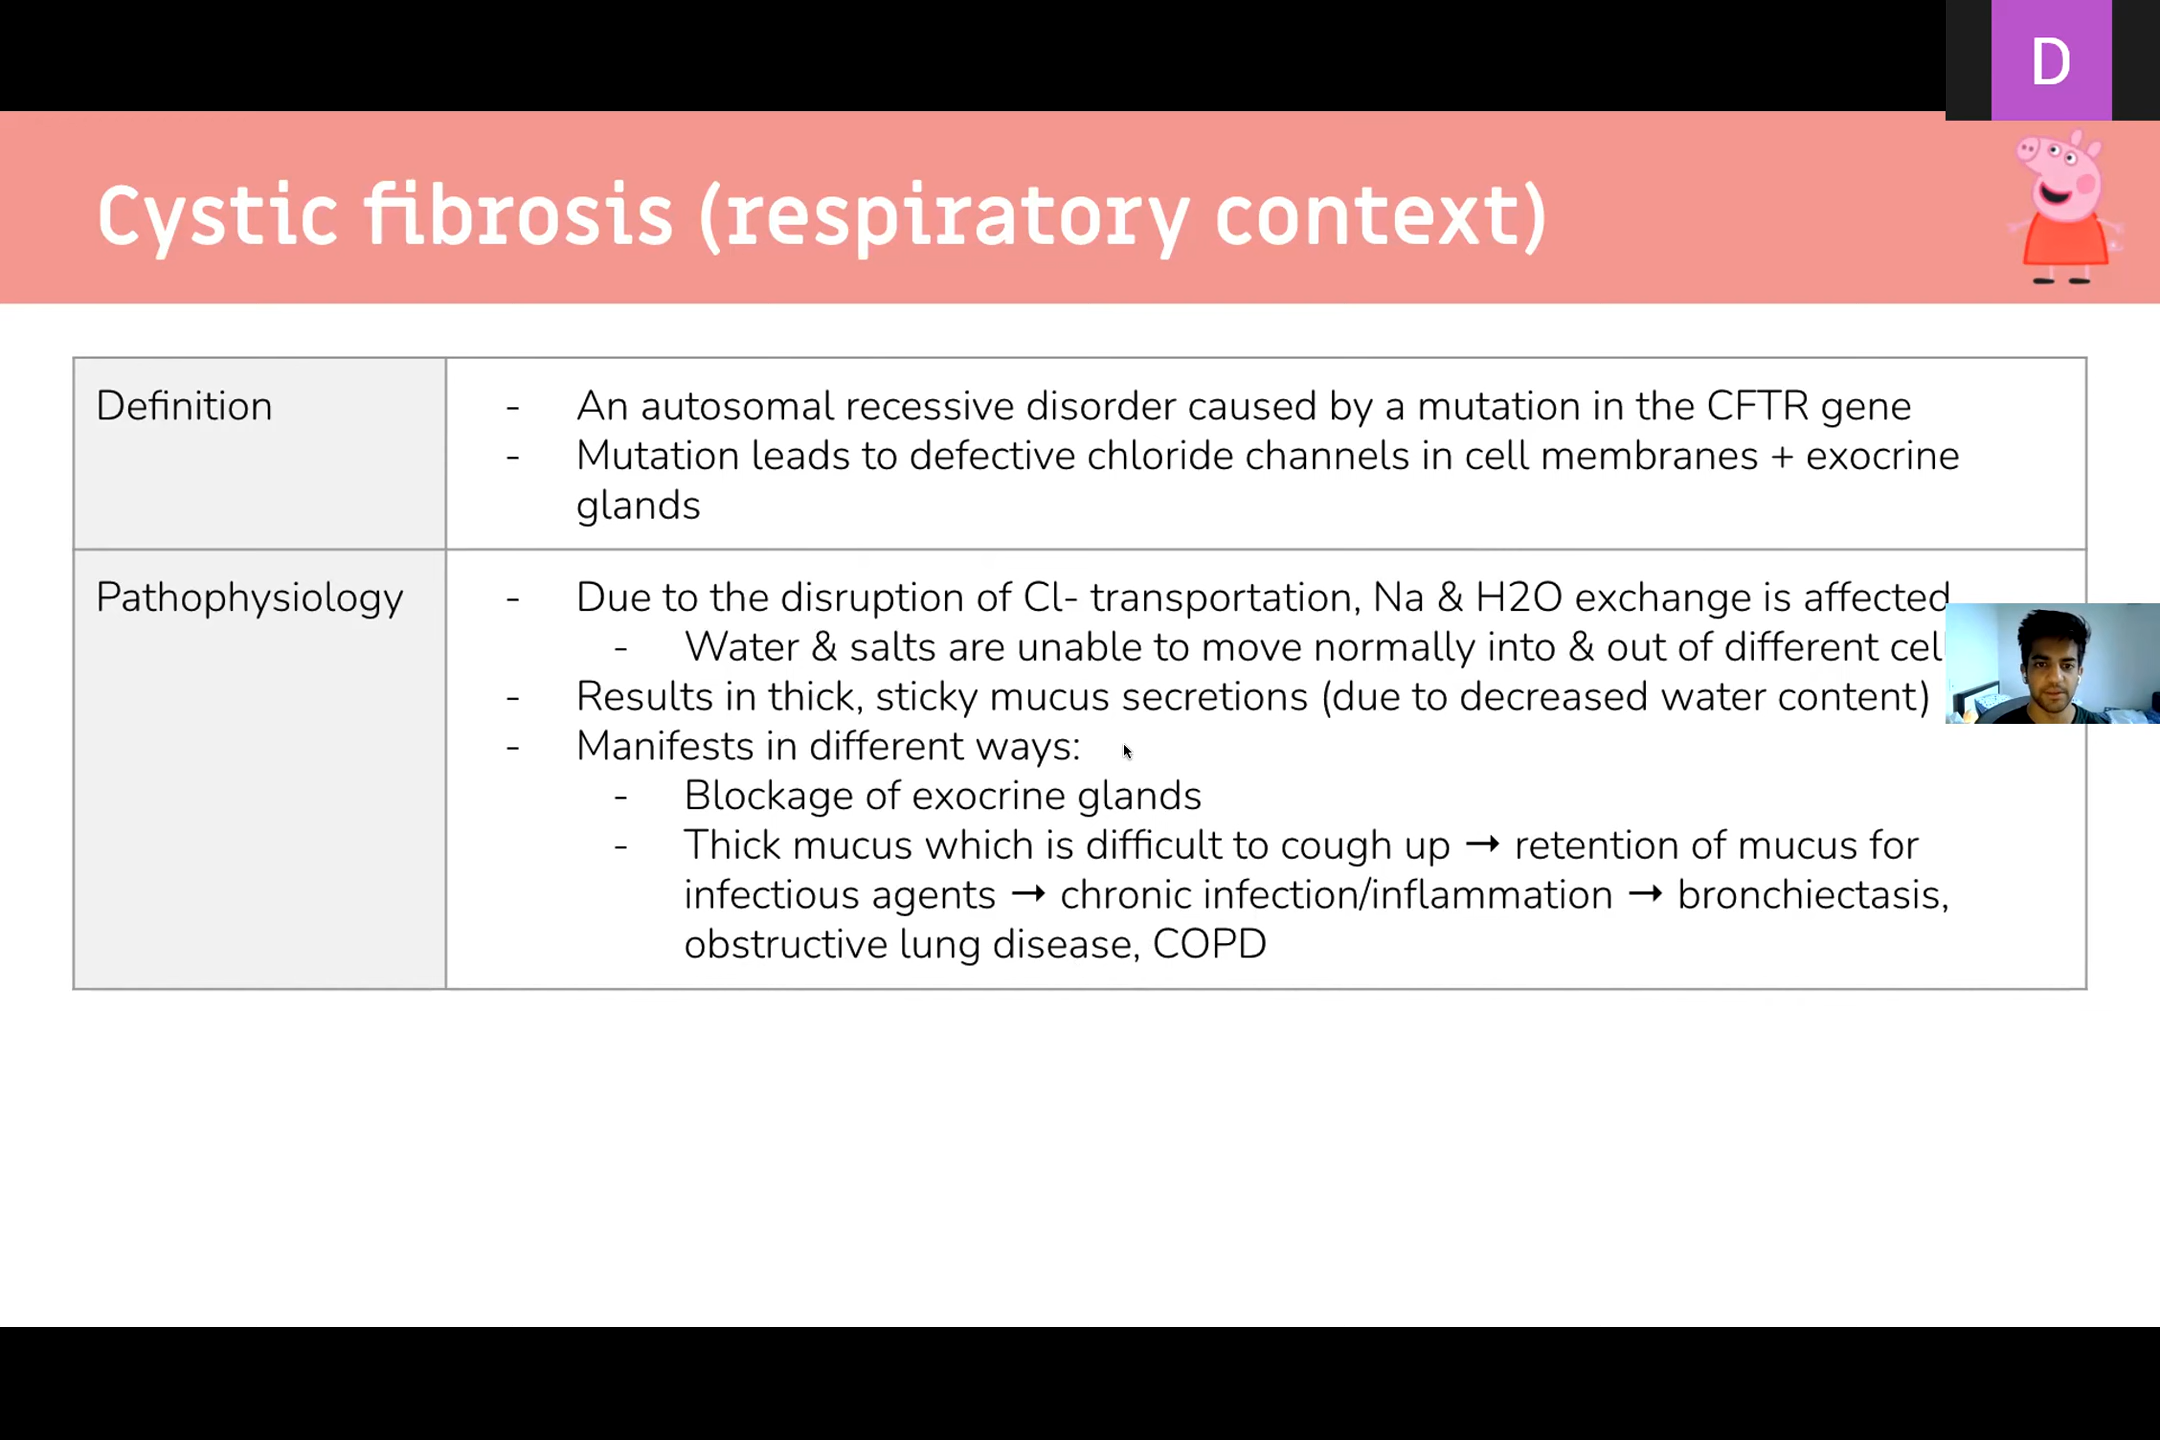 D
Cystic fibrosis (respiratory context)
Definition
- An autosomal recessive disorder caused by a mutation in the CFTR gene
- Mutation leads to defective chloride channels in cell membranes + exocrine
glands
Pathophysiology
- Due to the disruption of Cl- transportation, Na & H2O exchange is affected
- Water & salts are unable to move normally into & out of different
- Results in thick, sticky mucus secretions (due to decreased water content)
- Manifests in different ways:
- Blockage of exocrine glands
- Thick mucus which is difficult to cough up → retention of mucus for
infectious agents → chronic infection/inflammation → bronchiectasis,
obstructive lung disease, COPD